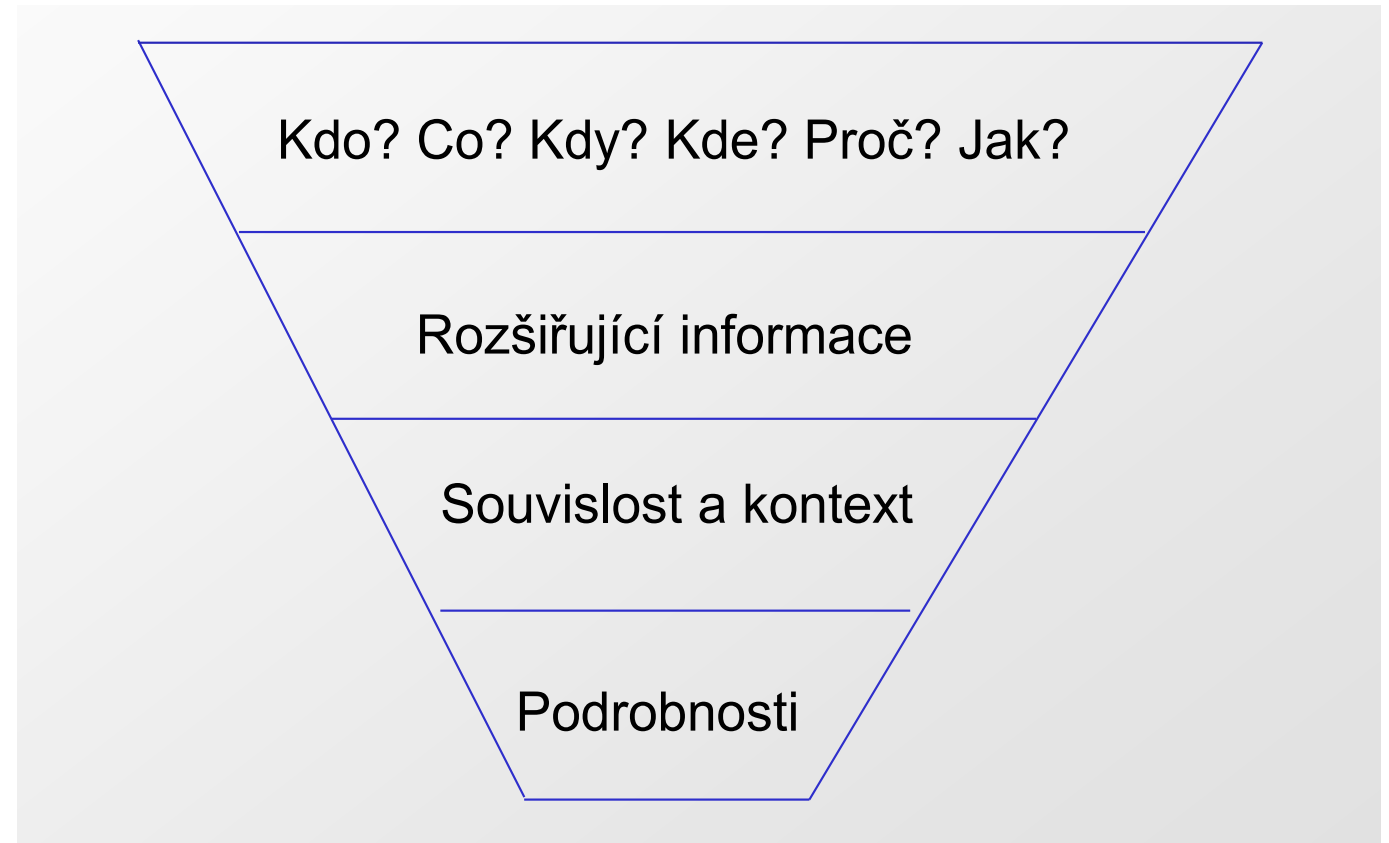 Kdo? Co? Kdy? Kde? Proč? Jak?
Rozšiřující informace
Souvislost a kontext
Podrobnosti